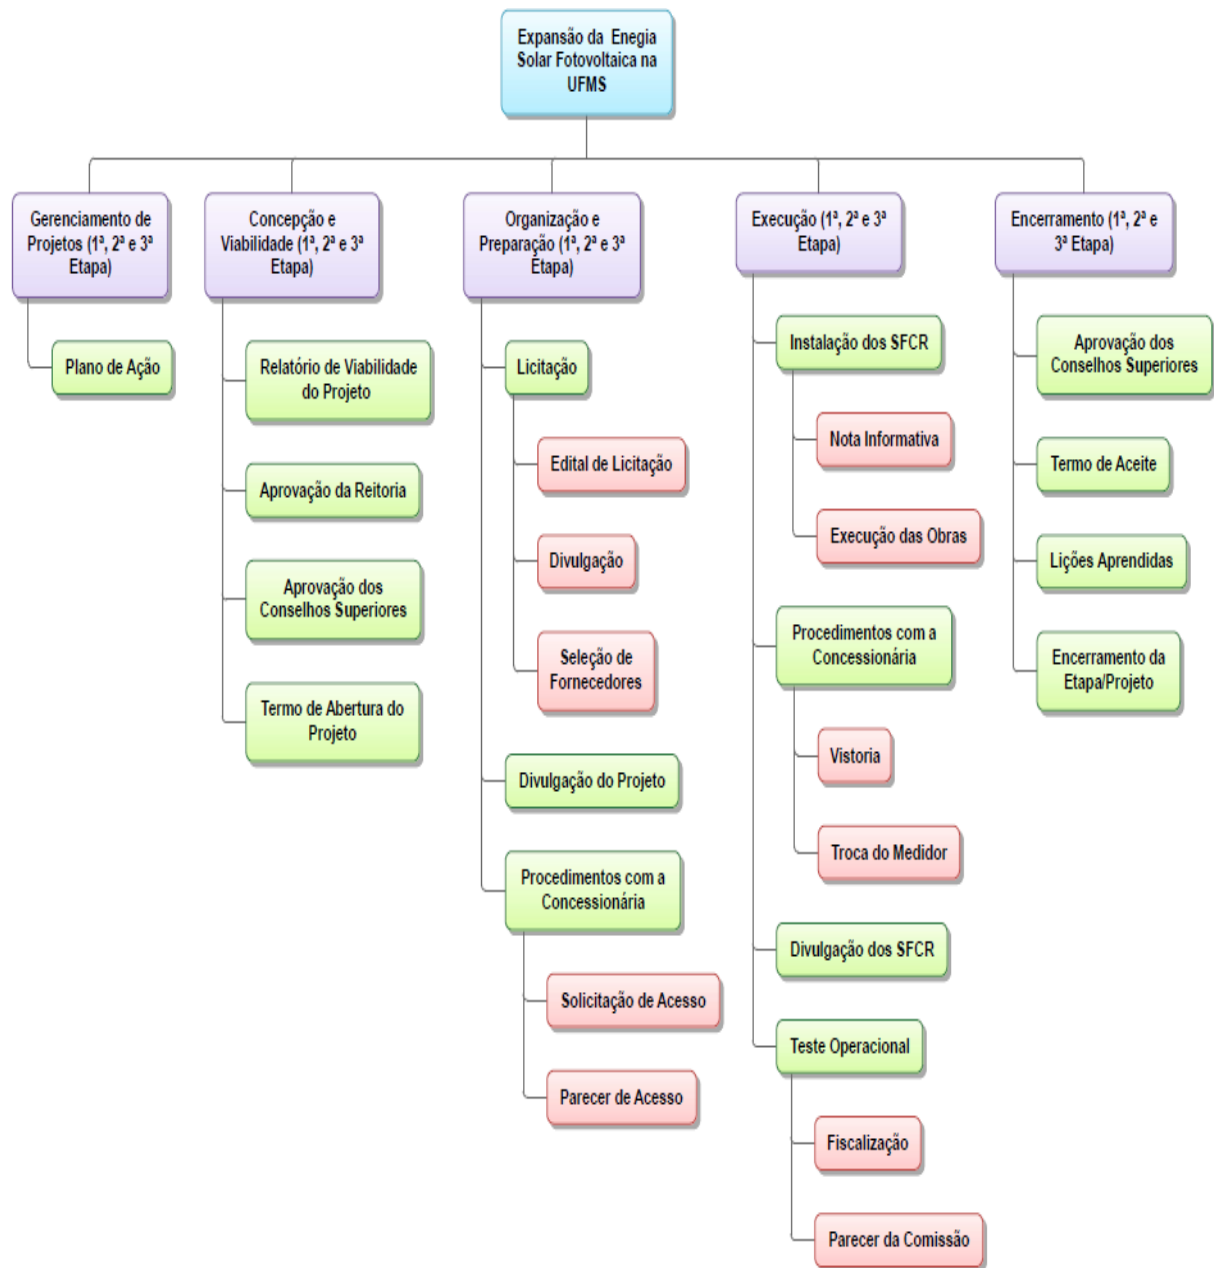 Expansão da Enegia
Solar Fotovoltaica na
UFMS
Gerenciamento de
Projetos (1ª, 2ª e 3ª
Etapa)
Plano de Ação
Concepção e
Viabilidade (1ª, 2ª e 3ª
Etapa)
Relatório de Viabilidade
do Projeto
Aprovação da Reitoria
Aprovação dos
Conselhos Superiores
Termo de Abertura do
Projeto
Organização e
Preparação (1ª, 2ª e 3ª
Etapa)
Licitação
Edital de Licitação
Divulgação
Seleção de
Fornecedores
Divulgação do Projeto
Procedimentos com a
Concessionária
Solicitação de Acesso
Parecer de Acesso
Execução (1ª, 2ª e 3ª
Etapa)
Instalação dos SFCR
Nota Informativa
Execução das Obras
Procedimentos com a
Concessionária
Vistoria
Troca do Medidor
Divulgação dos SFCR
Teste Operacional
Fiscalização
Parecer da Comissão
Encerramento (1ª, 2ª e
3ª Etapa)
Aprovação dos
Conselhos Superiores
Termo de Aceite
Lições Aprendidas
Encerramento da
Etapa/Projeto